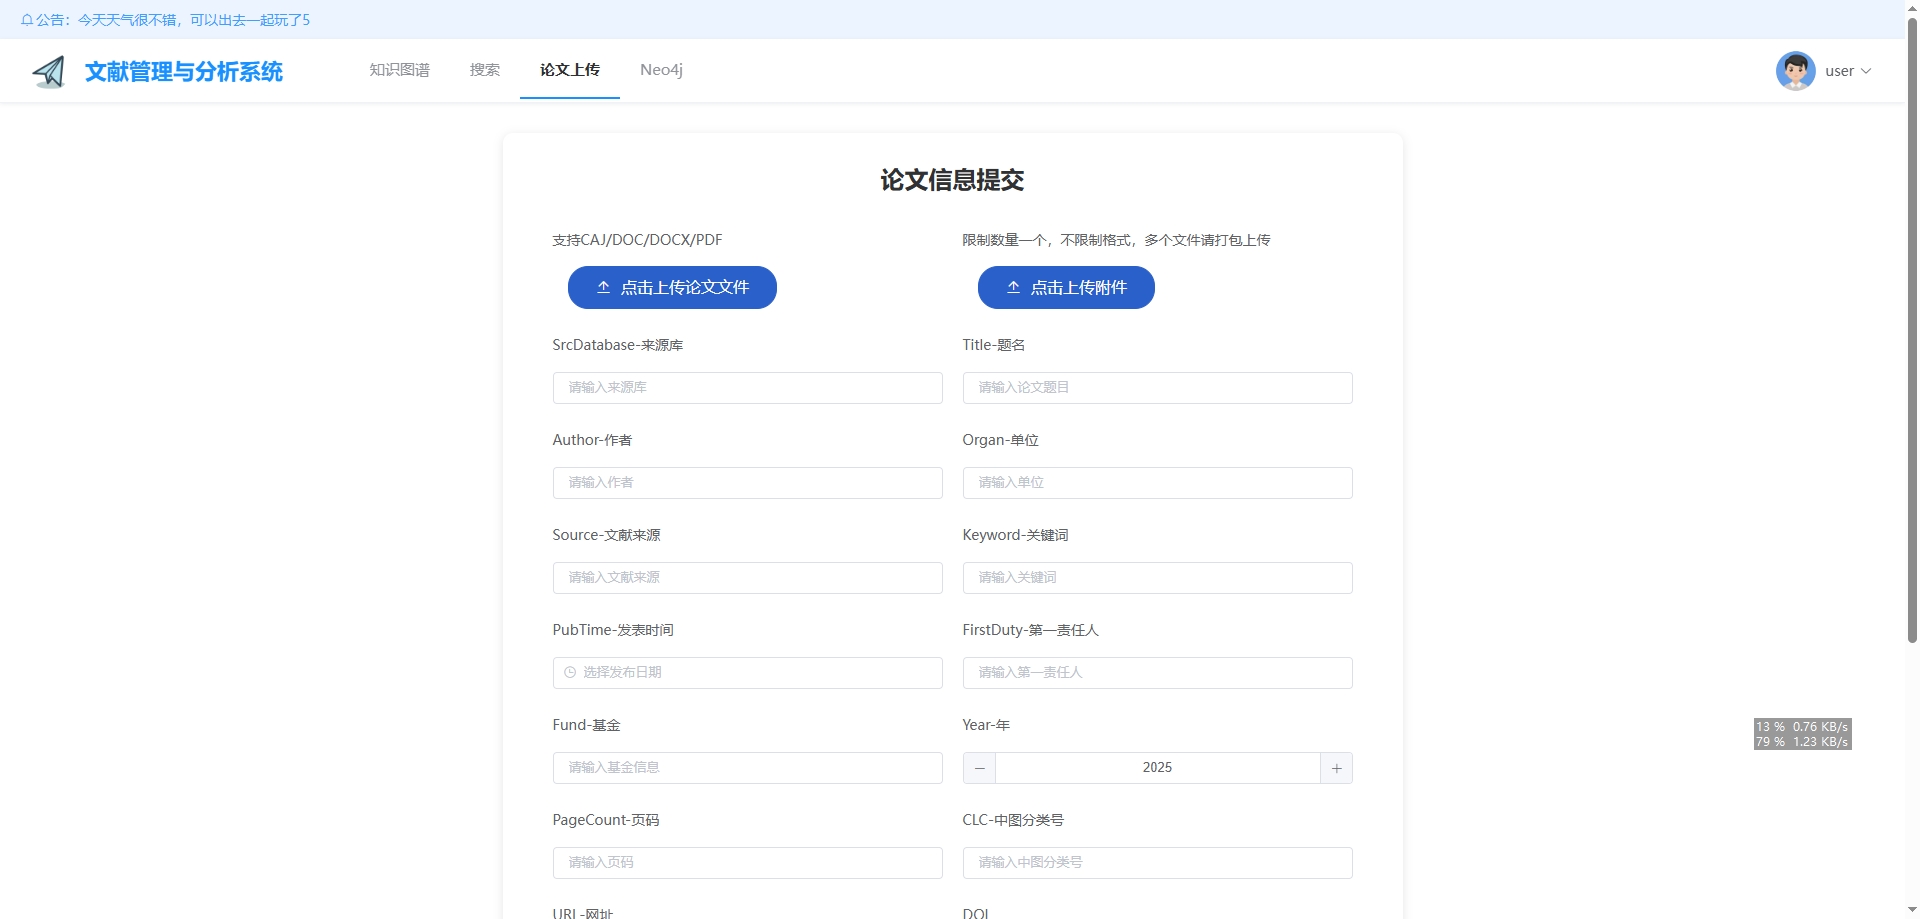 公告：今天天气很不错，可以出去一起玩了5
文献管理与分析系统
知识图谱
搜索
论文上传
Neo4j
user
论文信息提交
支持CAJ/DOC/DOCX/PDF
限制数量一个，不限制格式，多个文件请打包上传
点击上传论文文件
点击上传附件
SrcDatabase-来源库
Title-题名
请输入来源库
请输入论文题目
Author-作者
Organ-单位
请输入作者
请输入单位
Source-文献来源
Keyword-关键词
请输入文献来源
请输入关键词
PubTime-发表时间
FirstDuty-第一责任人
选择发布日期
请输入第一责任人
Fund-基金
Year-年
请输入基金信息
2025
13 % 0.76 KB/s
79 % 1.23 KB/s
PageCount-页码
CLC-中图分类号
请输入页码
请输入中图分类号
URL-网址
DOI